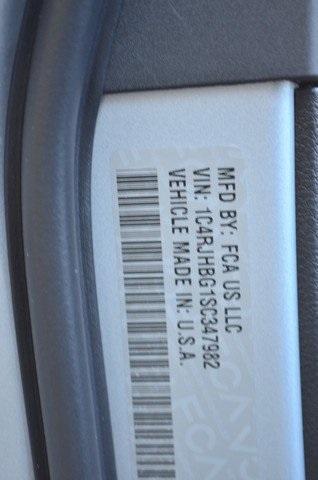 MFD BY: FCA US LLC
VIN: 1C4RJHBG1SC347982
VEHICLE MADE IN: U.S.A.